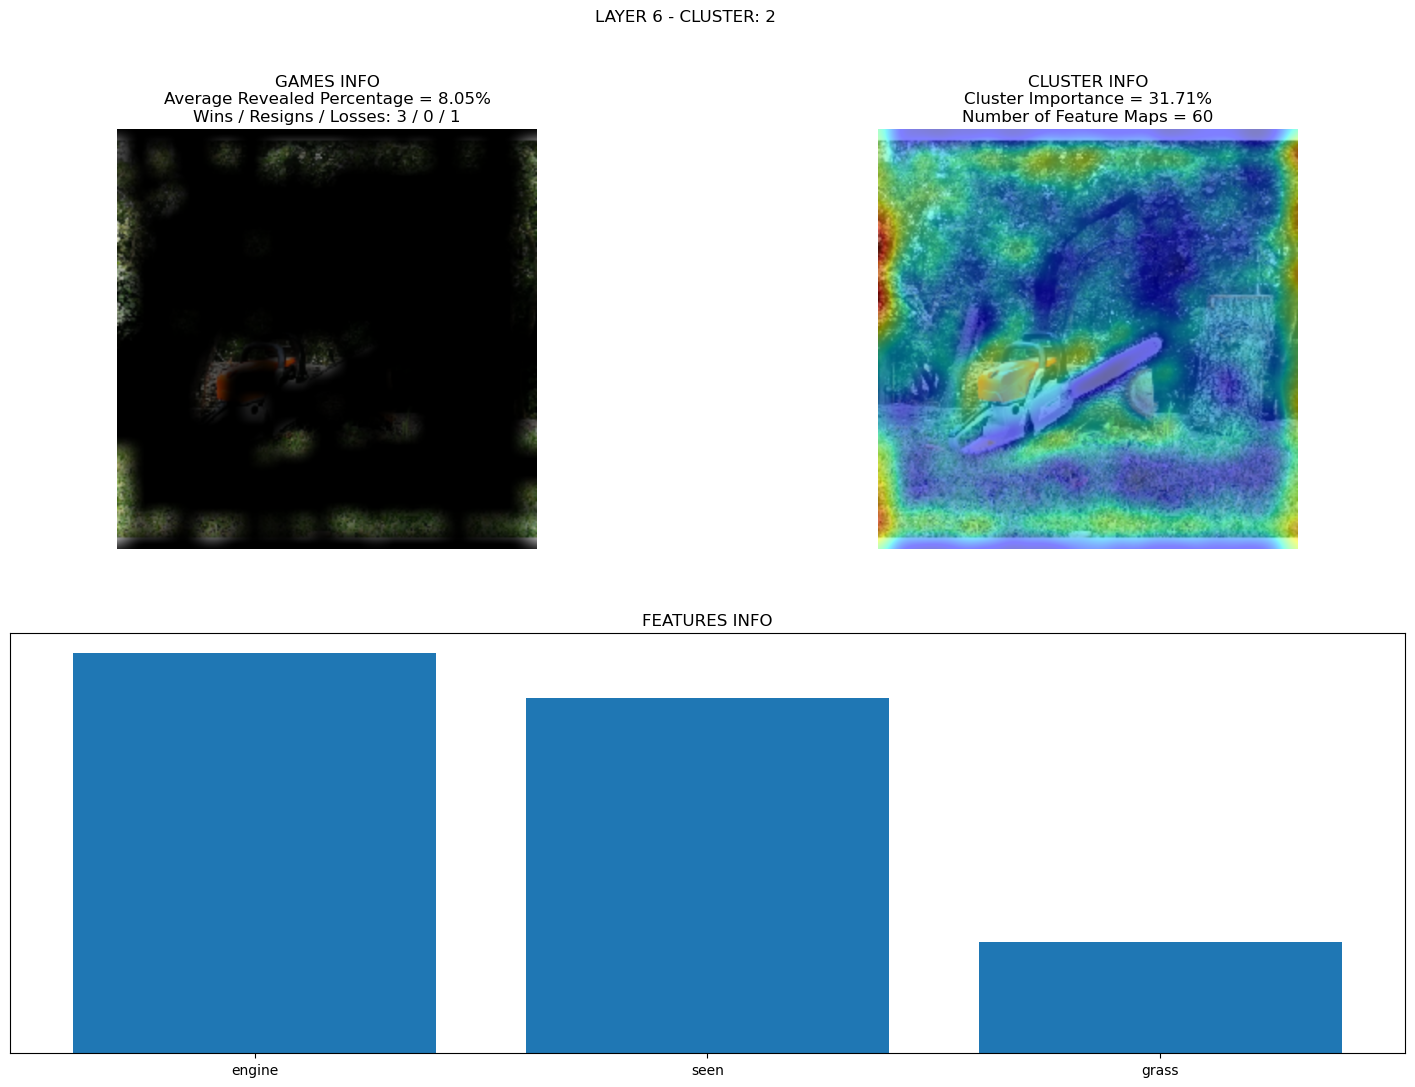 LAYER 6 - CLUSTER: 2
GAMES INFO
Average Revealed Percentage = 8.05%
Wins / Resigns / Losses: 3 / 0 / 1
CLUSTER INFO
Cluster Importance = 31.71%
Number of Feature Maps = 60
FEATURES INFO
engine
seen
grass